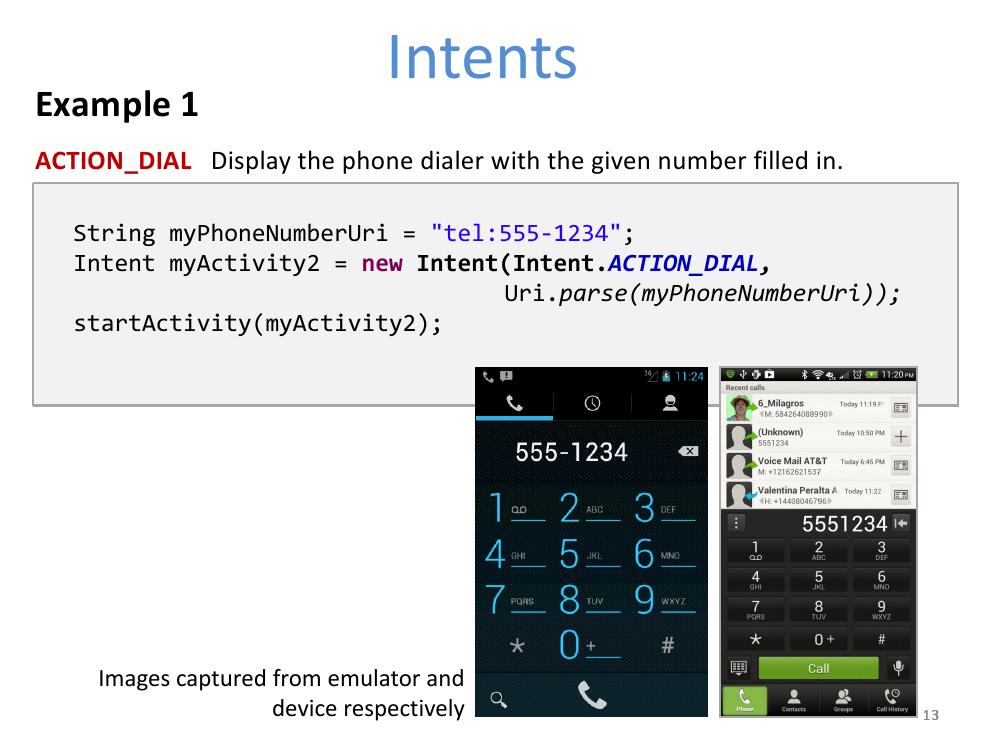 Intents
Example 1
ACTION_DIAL Display the phone dialer with the given number filled in.
String myPhoneNumberUri = "tel:555-1234";
Intent myActivity2 = new Intent(Intent.ACTION_DIAL,
Uri.parse(myPhoneNumberUri));
startActivity(myActivity2);
3G 11:24
555-1234
1 2 ABC 3 DEF
4 GHI 5 JKL 6 MNO
7 PQRS 8 TUV 9 WXYZ
* 0 + #
4G 11:20 PM
Recent calls
6_Milagros Today 11:19 P
M: 584264088990
(Unknown) Today 10:50 PM
5551234
Voice Mail AT&T Today 6:45 PM
M: +12162621537
Valentina Peralta A Today 11:22
H: +14408046796
5551234
1 2 3
ABC DEF
4 5 6
GHI JKL MNO
7 8 9
PQRS TUV WXYZ
* 0 + #
Call
Phone Contacts Groups Call History
Images captured from emulator and
device respectively
13